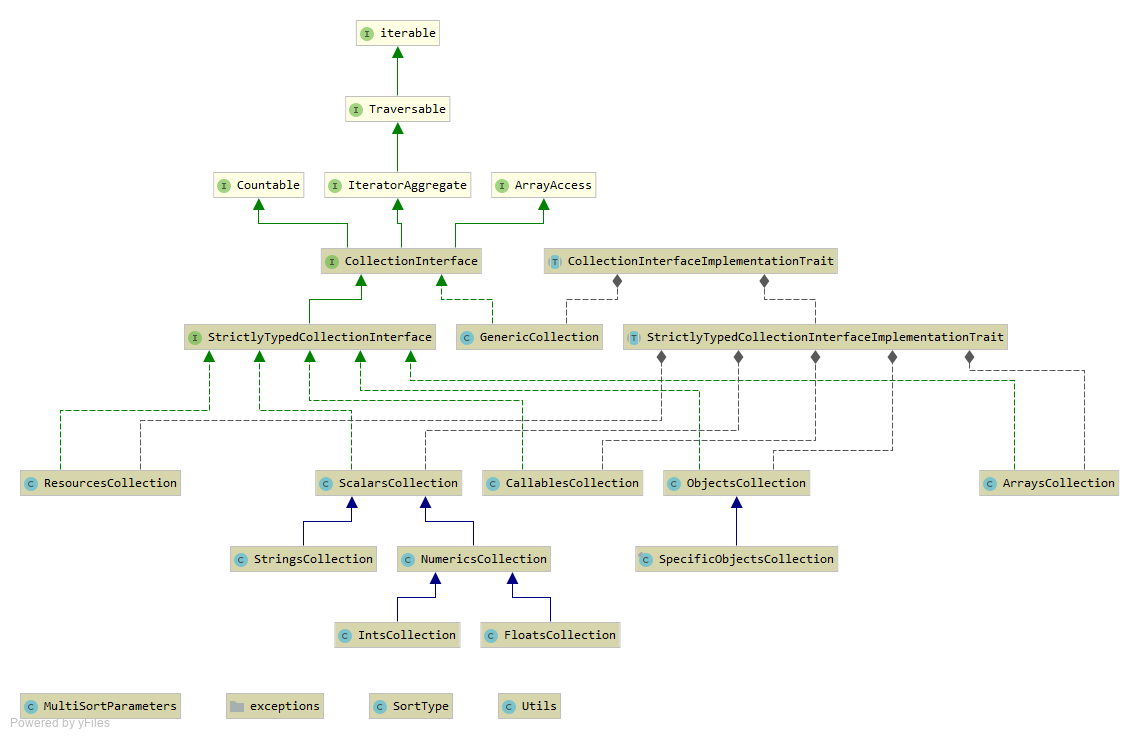 I iterable
I Traversable
I Countable
I IteratorAggregate
I ArrayAccess
I CollectionInterface
T CollectionInterfaceImplementationTrait
I StrictlyTypedCollectionInterface
C GenericCollection
T StrictlyTypedCollectionInterfaceImplementationTrait
C ResourcesCollection
C ScalarsCollection
C CallablesCollection
C ObjectsCollection
C ArraysCollection
C StringsCollection
C NumericsCollection
C SpecificObjectsCollection
C IntsCollection
C FloatsCollection
C MultiSortParameters
exceptions
C SortType
C Utils
Powered by yFiles